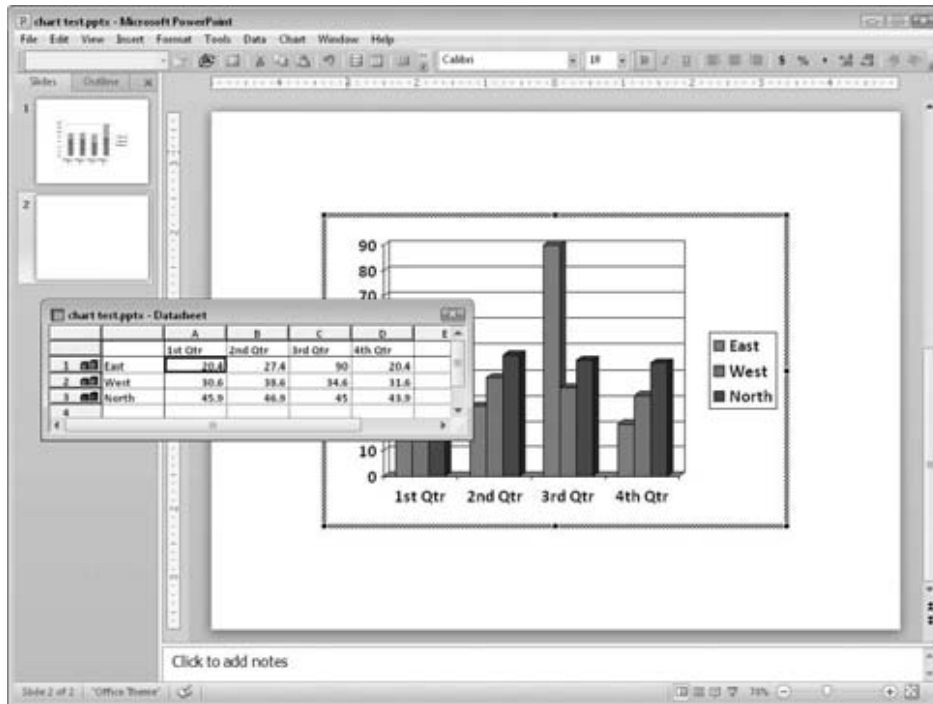 chart test.pptx - Microsoft PowerPoint
File Edit View Insert Format Tools Data Chart Window Help
Calibri 18 B I U $ % ,
Slides Outline
1
2
chart test.pptx - Datasheet
A B C D E
1st Qtr 2nd Qtr 3rd Qtr 4th Qtr
1 East 20.4 27.4 90 20.4
2 West 30.6 38.6 34.6 31.6
3 North 45.9 46.9 45 43.9
4
90
80
70
10
0
1st Qtr 2nd Qtr 3rd Qtr 4th Qtr
East
West
North
Click to add notes
Slide 2 of 2 "Office Theme" 70%